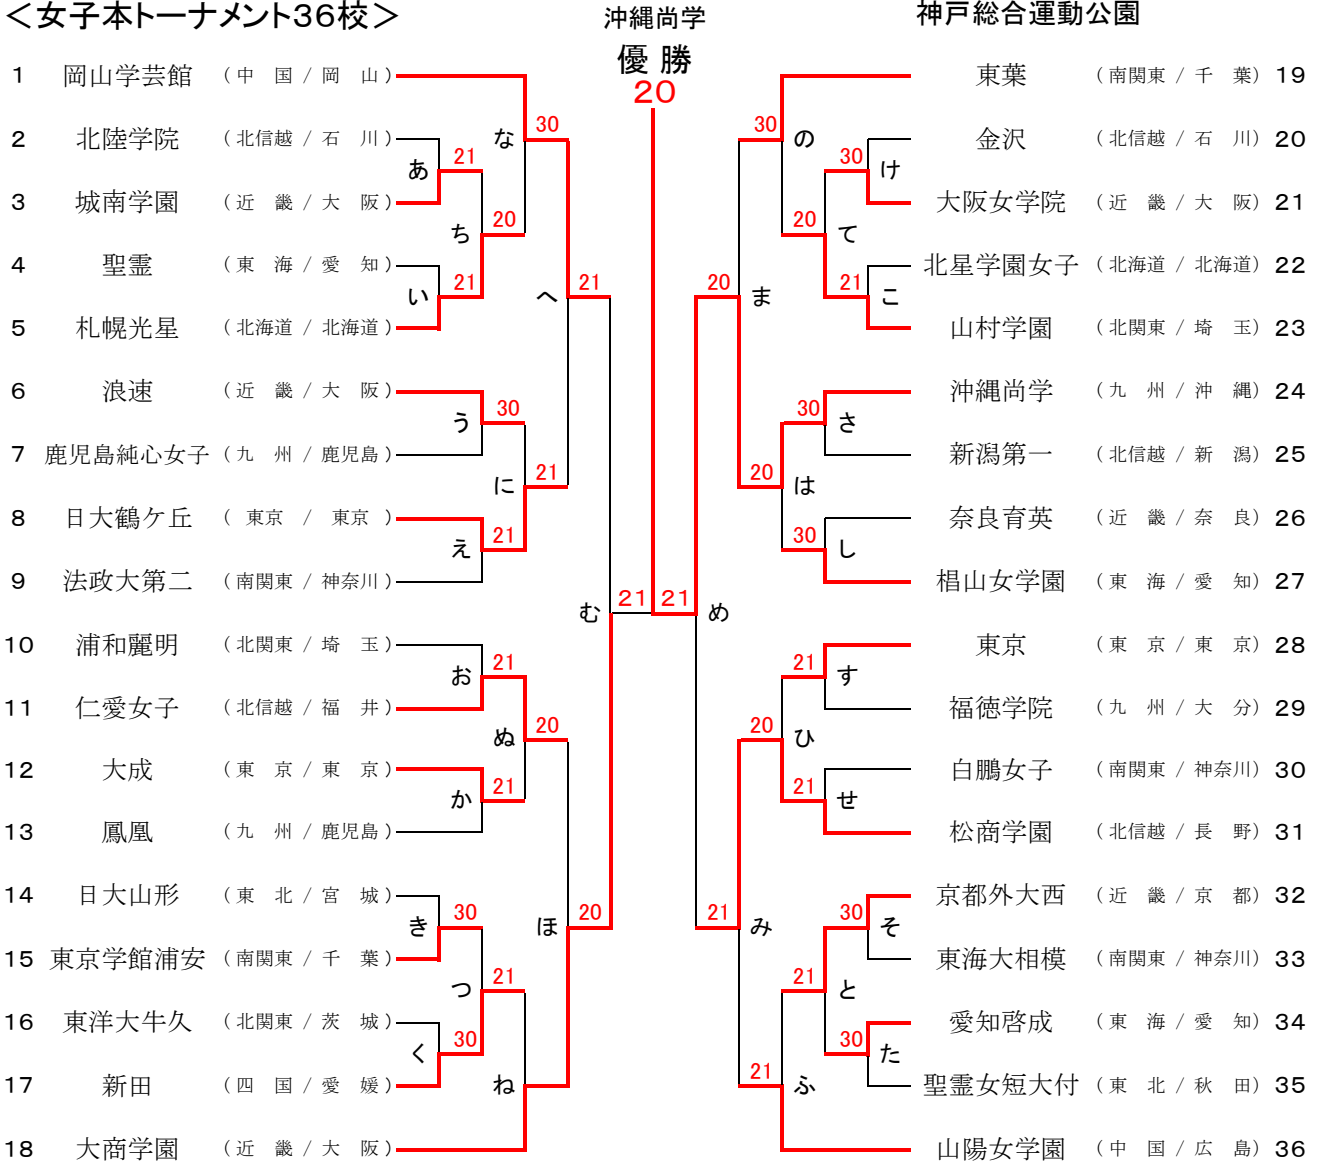 ＜女子本トーナメント36校＞
沖縄尚学
神戸総合運動公園
優 勝
20
1 岡山学芸館 （中 国 / 岡 山）
2 北陸学院 （北信越 / 石 川）
3 城南学園 （近 畿 / 大 阪）
4 聖霊 （東 海 / 愛 知）
5 札幌光星 （北海道 / 北海道）
6 浪速 （近 畿 / 大 阪）
7 鹿児島純心女子 （九 州 / 鹿児島）
8 日大鶴ケ丘 （ 東京 / 東京 ）
9 法政大第二 （南関東 / 神奈川）
10 浦和麗明 （北関東 / 埼 玉）
11 仁愛女子 （北信越 / 福 井）
12 大成 （東 京 / 東 京）
13 鳳凰 （九 州 / 鹿児島）
14 日大山形 （東 北 / 宮 城）
15 東京学館浦安 （南関東 / 千 葉）
16 東洋大牛久 （北関東 / 茨 城）
17 新田 （四 国 / 愛 媛）
18 大商学園 （近 畿 / 大 阪）
あ 21
い 21
う 30
え 21
お 21
か 21
き 30
く 30
ち 20
つ 21
な 30
に 21
ぬ 20
ね
へ 21
ほ 20
む 21
21 め
20 ま
21 み
30 の
20 は
20 ひ
21 ふ
20 て
21 と
30 け
21 こ
30 さ
30 し
21 す
21 せ
30 そ
30 た
東葉 （南関東 / 千 葉） 19
金沢 （北信越 / 石 川） 20
大阪女学院 （近 畿 / 大 阪） 21
北星学園女子 （北海道 / 北海道） 22
山村学園 （北関東 / 埼 玉） 23
沖縄尚学 （九 州 / 沖 縄） 24
新潟第一 （北信越 / 新 潟） 25
奈良育英 （近 畿 / 奈 良） 26
椙山女学園 （東 海 / 愛 知） 27
東京 （東 京 / 東 京） 28
福徳学院 （九 州 / 大 分） 29
白鵬女子 （南関東 / 神奈川） 30
松商学園 （北信越 / 長 野） 31
京都外大西 （近 畿 / 京 都） 32
東海大相模 （南関東 / 神奈川） 33
愛知啓成 （東 海 / 愛 知） 34
聖霊女短大付 （東 北 / 秋 田） 35
山陽女学園 （中 国 / 広 島） 36